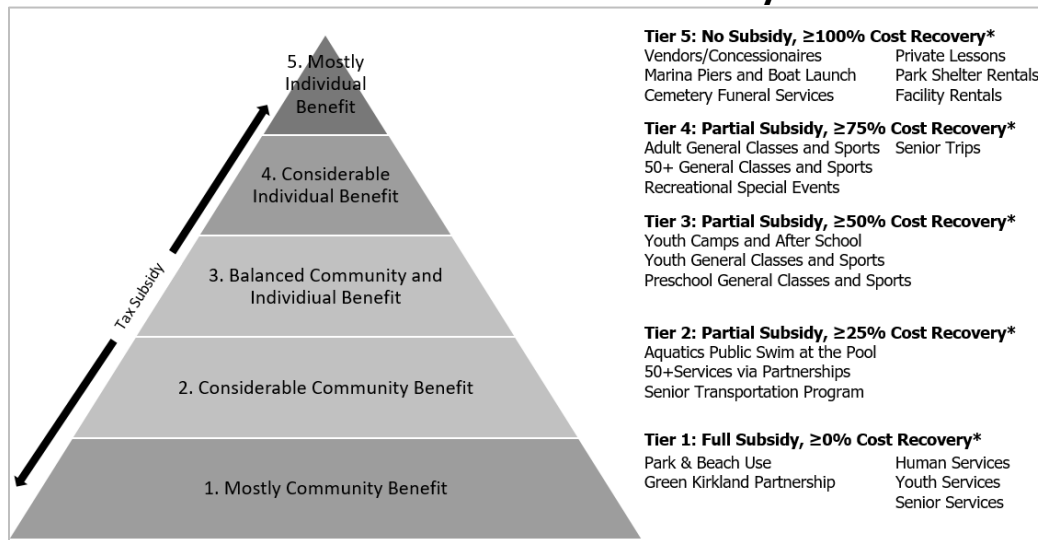 5. Mostly
Individual
Benefit
4. Considerable
Individual Benefit
3. Balanced Community and
Individiual Benefit
2. Considerable Community Benefit
1. Mostly Community Benefit
Tax Subsidy
Tier 5: No Subsidy, ≥100% Cost Recovery*
Vendors/Concessionaires Private Lessons
Marina Piers and Boat Launch Park Shelter Rentals
Cemetery Funeral Services Facility Rentals
Tier 4: Partial Subsidy, ≥75% Cost Recovery*
Adult General Classes and Sports Senior Trips
50+ General Classes and Sports
Recreational Special Events
Tier 3: Partial Subsidy, ≥50% Cost Recovery*
Youth Camps and After School
Youth General Classes and Sports
Preschool General Classes and Sports
Tier 2: Partial Subsidy, ≥25% Cost Recovery*
Aquatics Public Swim at the Pool
50+Services via Partnerships
Senior Transportation Program
Tier 1: Full Subsidy, ≥0% Cost Recovery*
Park & Beach Use Human Services
Green Kirkland Partnership Youth Services
Senior Services